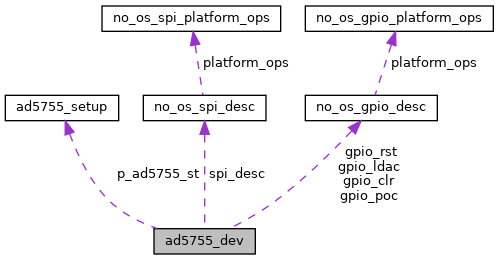 no_os_spi_platform_ops
no_os_gpio_platform_ops
platform_ops
platform_ops
ad5755_setup
no_os_spi_desc
no_os_gpio_desc
p_ad5755_st
spi_desc
gpio_rst
gpio_ldac
gpio_clr
gpio_poc
ad5755_dev